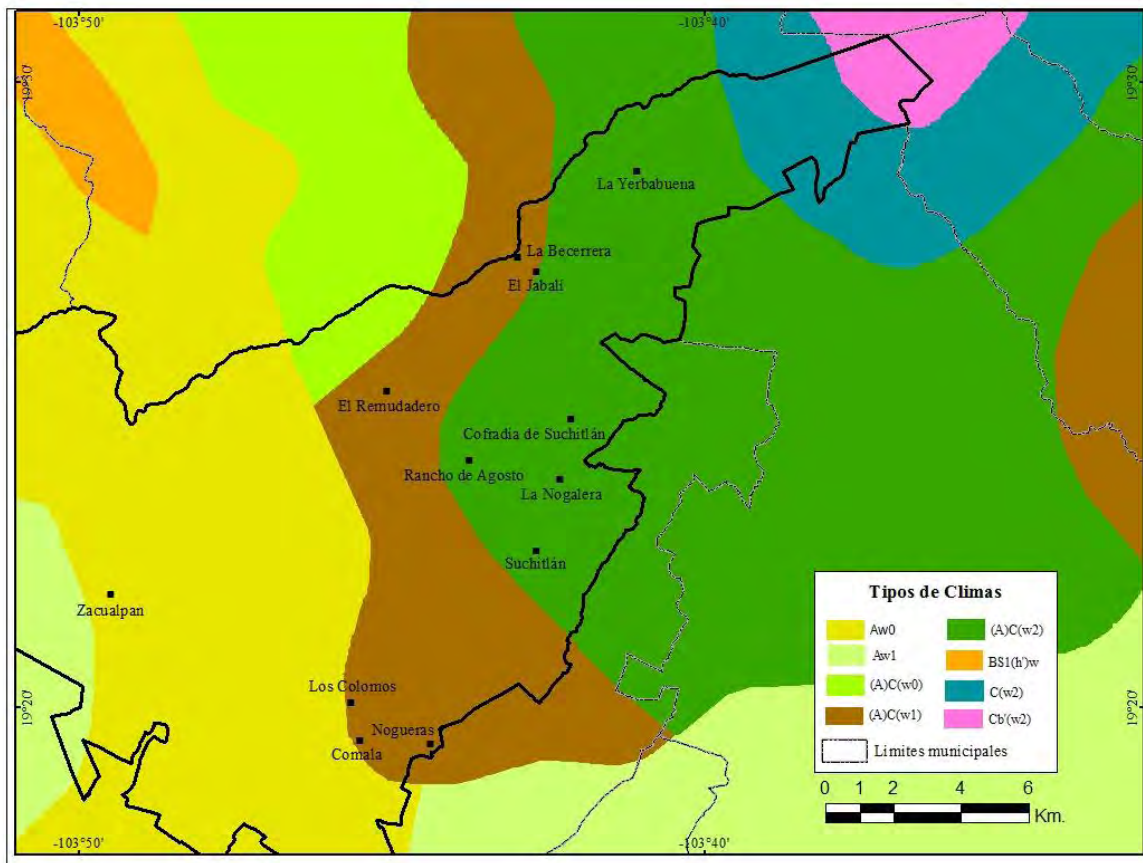 -103°50'
-103°40'
19°30'
19°30'
La Yerbabuena
La Becerrera
El Jabalí
El Remudadero
Cofradia de Suchitlán
Rancho de Agosto
La Nogalera
Suchitlán
Zacualpan
Los Colomos
Nogueras
Comala
19°20'
19°20'
Tipos de Climas
Aw0
(A)C(w2)
Aw1
BS1(h')w
(A)C(w0)
C(w2)
(A)C(w1)
Cb'(w2)
Limites municipales
0 1 2 4 6
Km.
-103°50'
-103°40'